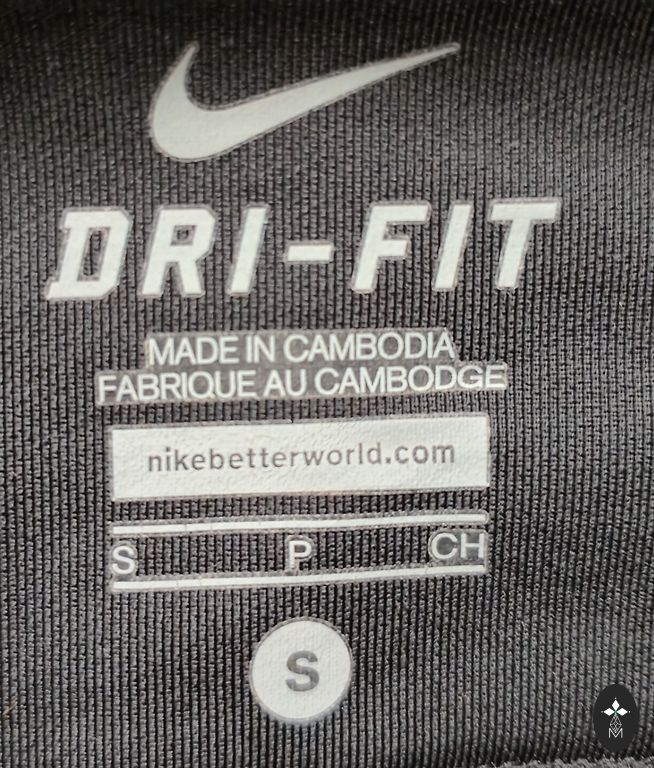 DRI-FIT
MADE IN CAMBODIA
FABRIQUE AU CAMBODGE
nikebetterworld.com
S P CH
S
M